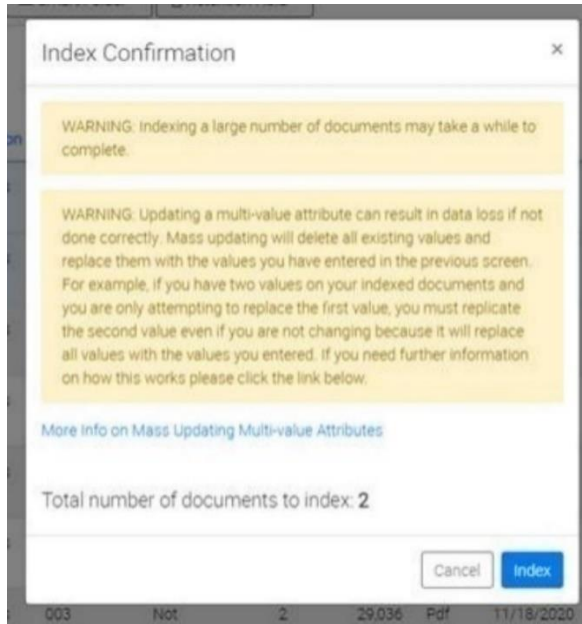 Index Confirmation ×
WARNING: Indexing a large number of documents may take a while to
complete.
WARNING: Updating a multi-value attribute can result in data loss if not
done correctly. Mass updating will delete all existing values and
replace them with the values you have entered in the previous screen.
For example, if you have two values on your indexed documents and
you are only attempting to replace the first value, you must replicate
the second value even if you are not changing because it will replace
all values with the values you entered. If you need further information
on how this works please click the link below.
More Info on Mass Updating Multi-value Attributes
Total number of documents to index: 2
Cancel Index
003 Not 2 29,036 Pdf 11/18/2020